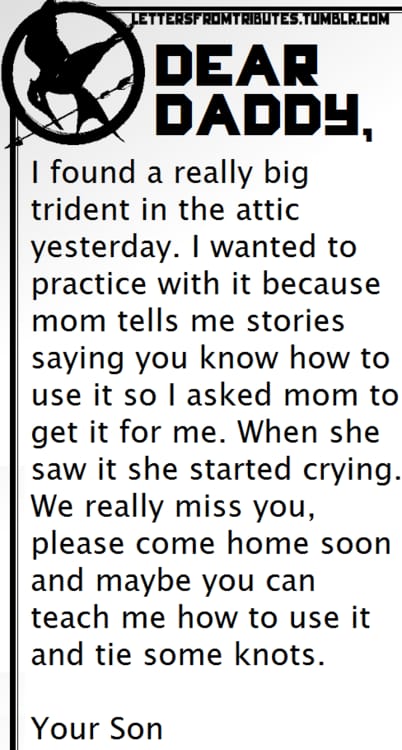 LETTERSFROMTRIBUTES.TUMBLR.COM
DEAR
DADDY,
I found a really big
trident in the attic
yesterday. I wanted to
practice with it because
mom tells me stories
saying you know how to
use it so I asked mom to
get it for me. When she
saw it she started crying.
We really miss you,
please come home soon
and maybe you can
teach me how to use it
and tie some knots.
Your Son